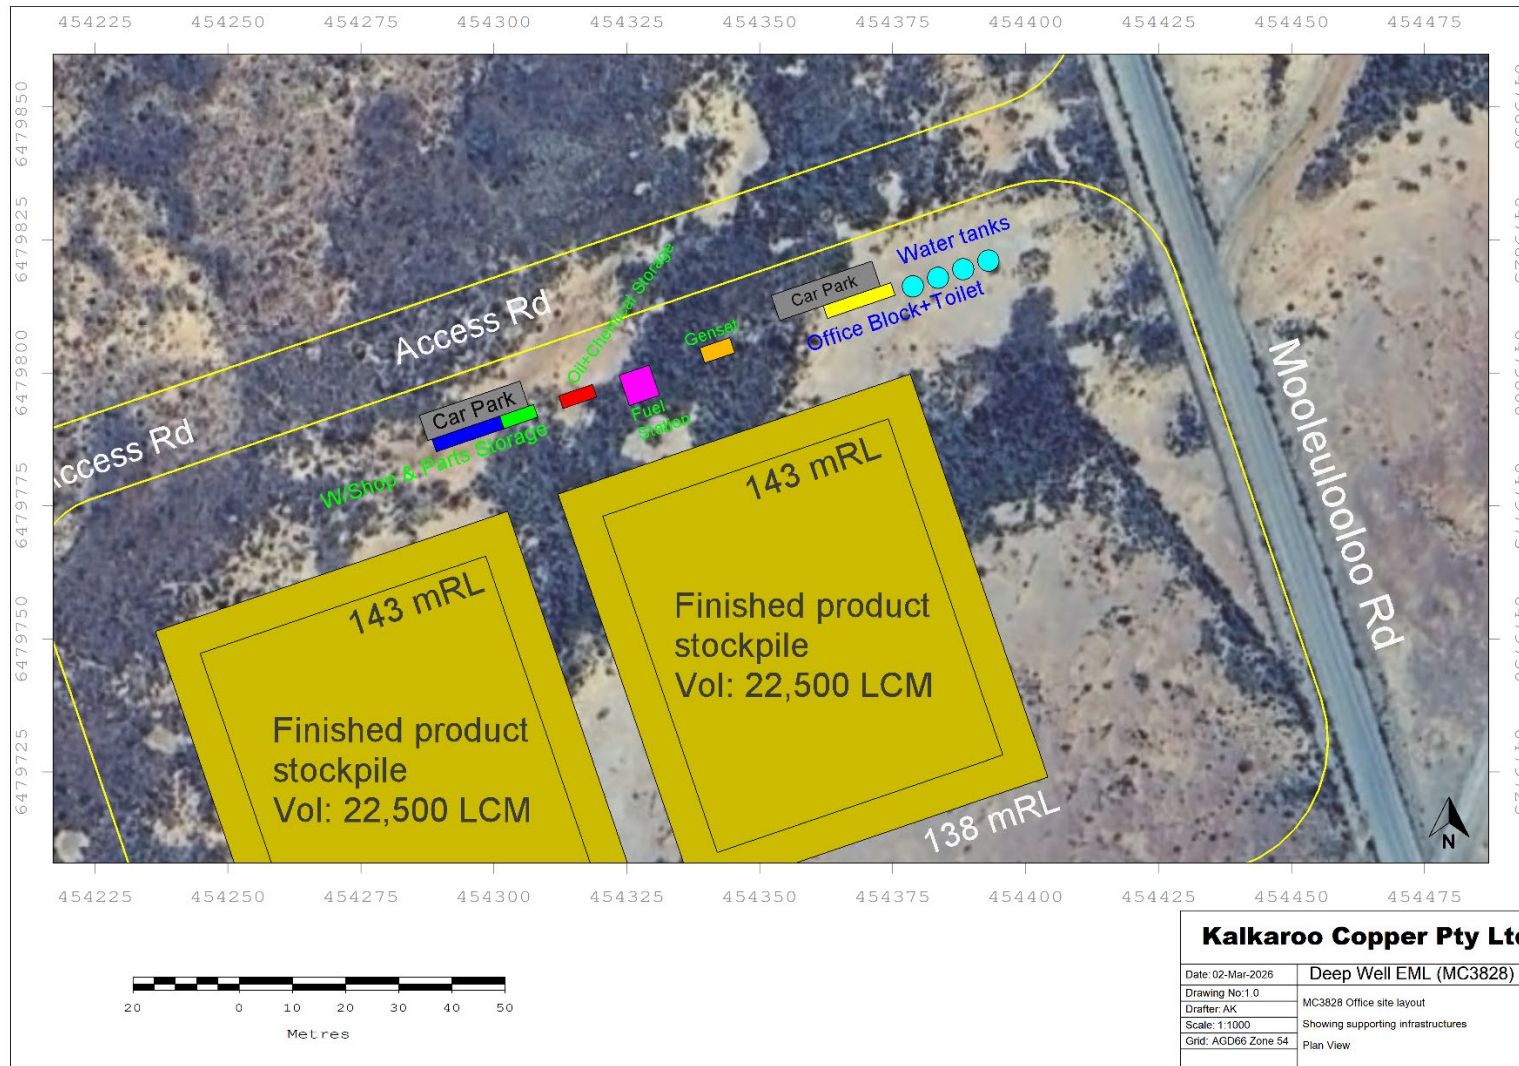 454225 454250 454275 454300 454325 454350 454375 454400 454425 454450 454475
6479850
6479825
6479800
6479775
6479750
6479725
Water tanks
Car Park
Office Block+Toilet
Oil+Chemical Storage
Genset
Access Rd
Fuel
Station
Car Park
W/Shop & Parts Storage
Access Rd
Mooleulooloo Rd
143 mRL
Finished product
stockpile
Vol: 22,500 LCM
143 mRL
Finished product
stockpile
Vol: 22,500 LCM
138 mRL
N
454225 454250 454275 454300 454325 454350 454375 454400 454425 454450 454475
20 0 10 20 30 40 50
Metres
Kalkaroo Copper Pty Ltd
Date: 02-Mar-2026
Deep Well EML (MC3828)
Drawing No:1.0
Drafter: AK
Scale: 1:1000
Grid: AGD66 Zone 54
MC3828 Office site layout
Showing supporting infrastructures
Plan View